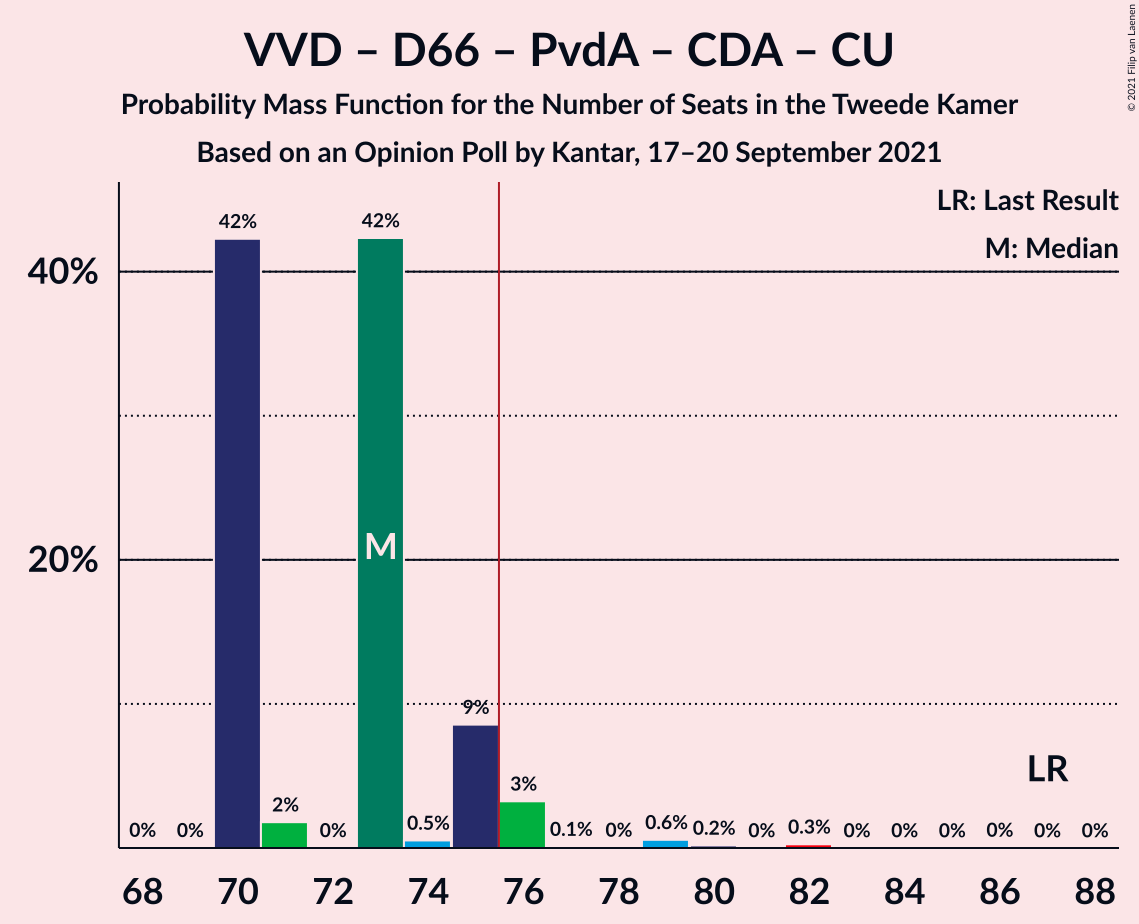 VVD – D66 – PvdA – CDA – CU
Probability Mass Function for the Number of Seats in the Tweede Kamer
Based on an Opinion Poll by Kantar, 17–20 September 2021
© 2021 Filip van Laenen
LR: Last Result
M: Median
42% 42%
40%
M
20%
9%
LR
3%
2%
0% 0% 0% 0.5% 0.1% 0% 0.6% 0.2% 0% 0.3% 0% 0% 0% 0% 0% 0%
68 70 72 74 76 78 80 82 84 86 88